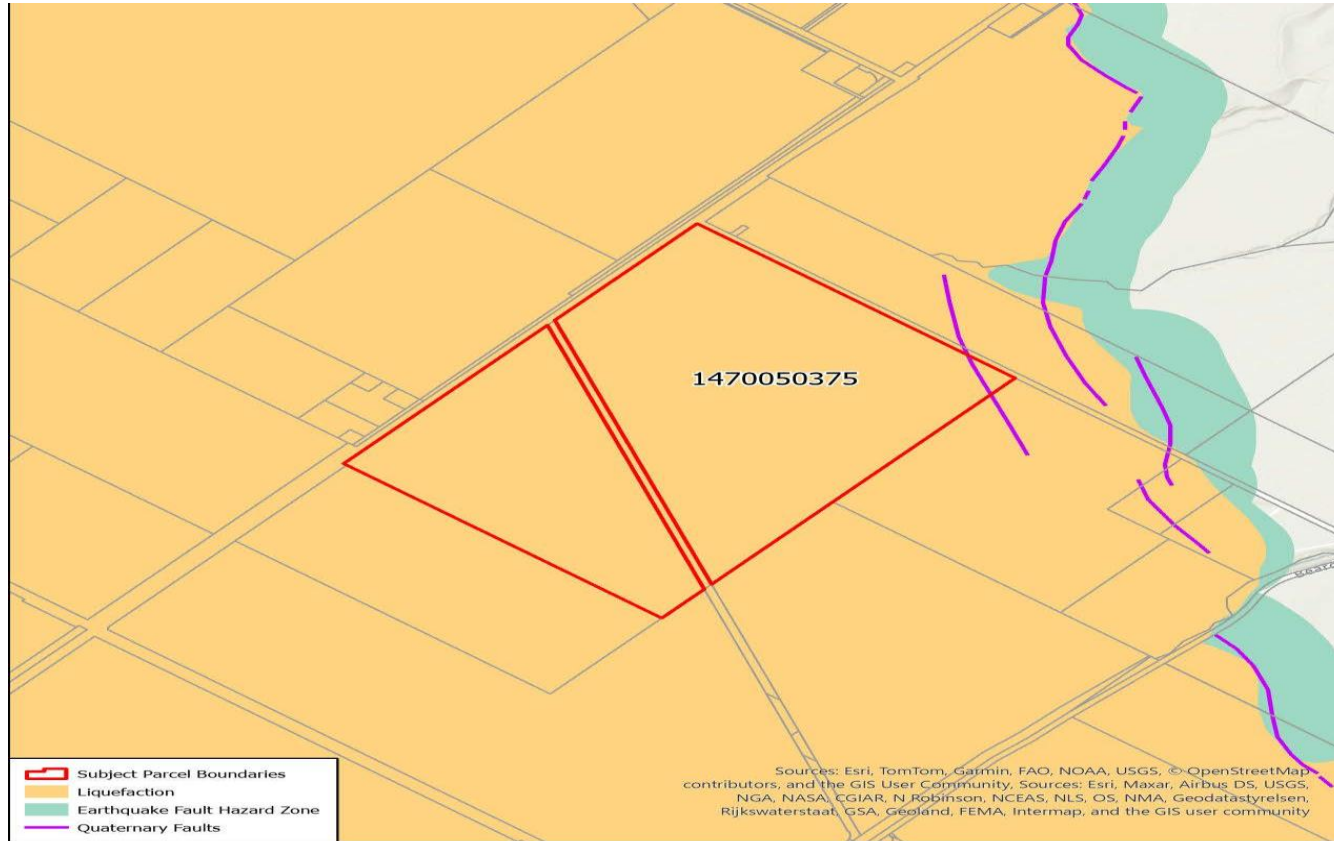 1470050375
Bear
Subject Parcel Boundaries
Liquefaction
Earthquake Fault Hazard Zone
Quaternary Faults
Sources: Esri, TomTom, Garmin, FAO, NOAA, USGS, © OpenStreetMap
contributors, and the GIS User Community, Sources: Esri, Maxar, Airbus DS, USGS,
NGA, NASA, CGIAR, N Robinson, NCEAS, NLS, OS, NMA, Geodatastyrelsen,
Rijkswaterstaat, GSA, Geoland, FEMA, Intermap, and the GIS user community